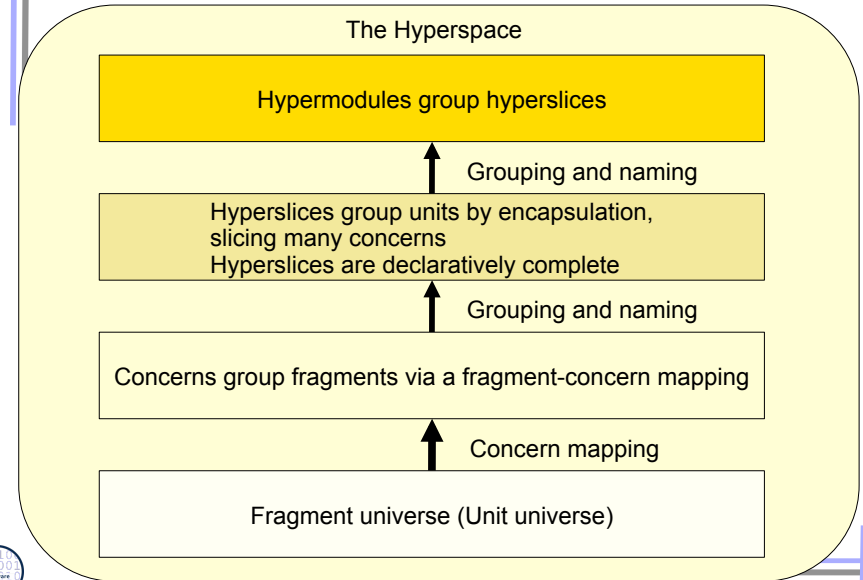 The Hyperspace
Hypermodules group hyperslices
Grouping and naming
Hyperslices group units by encapsulation,
slicing many concerns
Hyperslices are declaratively complete
Grouping and naming
Concerns group fragments via a fragment-concern mapping
Concern mapping
Fragment universe (Unit universe)